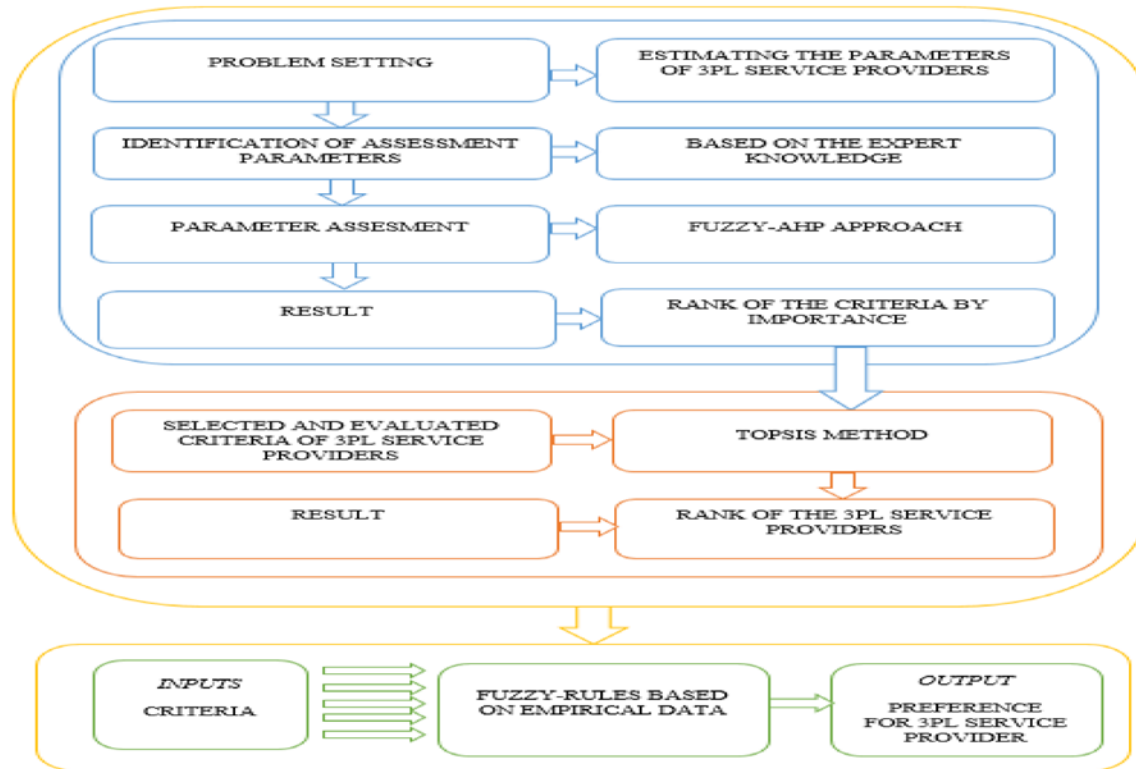 PROBLEM SETTING
ESTIMATING THE PARAMETERS
OF 3PL SERVICE PROVIDERS
IDENTIFICATION OF ASSESSMENT
PARAMETERS
BASED ON THE EXPERT
KNOWLEDGE
PARAMETER ASSESMENT
FUZZY-AHP APPROACH
RESULT
RANK OF THE CRITERIA BY
IMPORTANCE
SELECTED AND EVALUATED
CRITERIA OF 3PL SERVICE
PROVIDERS
TOPSIS METHOD
RESULT
RANK OF THE 3PL SERVICE
PROVIDERS
INPUTS
CRITERIA
FUZZY-RULES BASED
ON EMPIRICAL DATA
OUTPUT
PREFERENCE
FOR 3PL SERVICE
PROVIDER